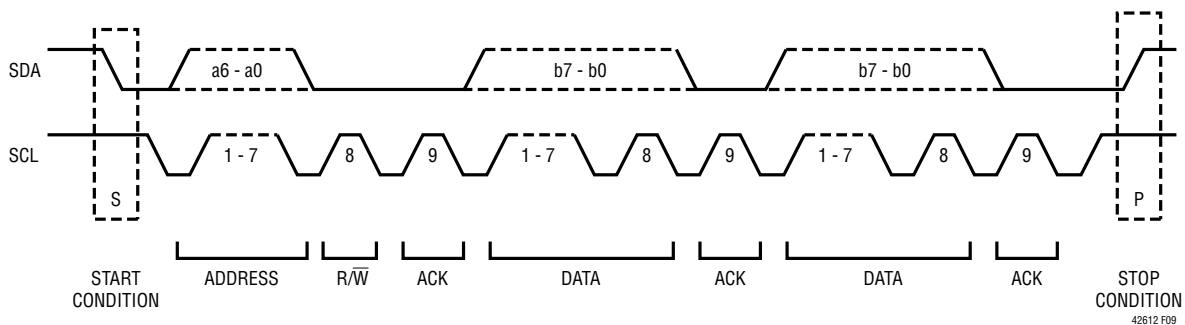 SDA
a6 - a0
b7 - b0
b7 - b0
SCL
1 - 7
8
9
1 - 7
8
9
1 - 7
8
9
S
P
START
CONDITION
ADDRESS
R/W̅
ACK
DATA
ACK
DATA
ACK
STOP
CONDITION
42612 F09